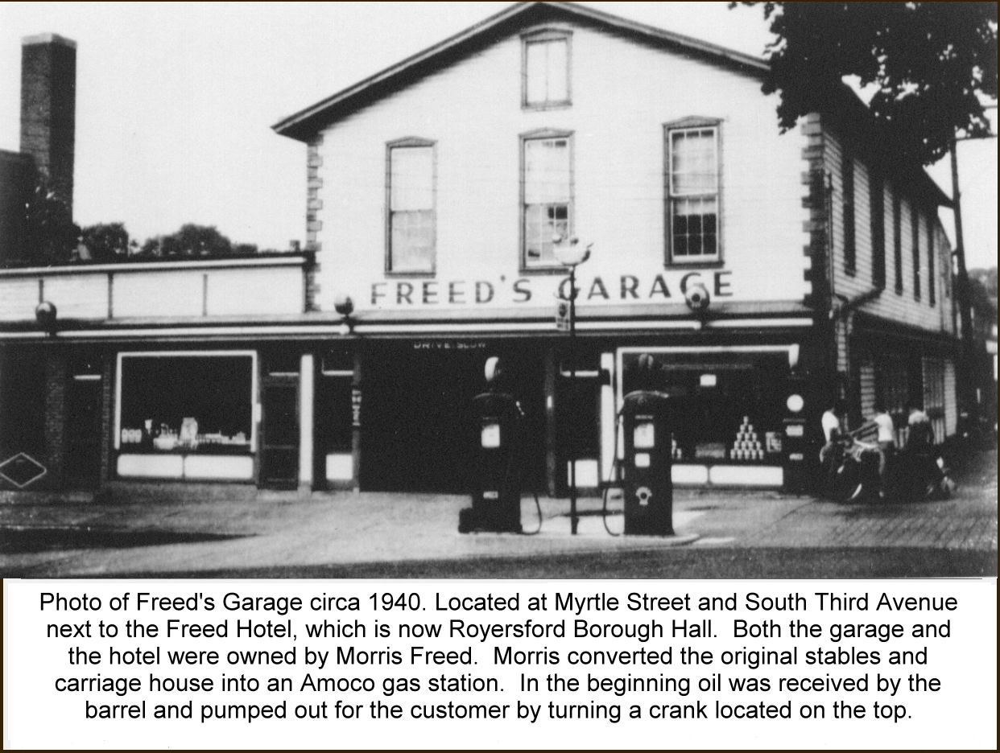 FREED'S GARAGE
DRIVE SLOW
Photo of Freed's Garage circa 1940. Located at Myrtle Street and South Third Avenue
next to the Freed Hotel, which is now Royersford Borough Hall.  Both the garage and
the hotel were owned by Morris Freed.  Morris converted the original stables and
carriage house into an Amoco gas station.  In the beginning oil was received by the
barrel and pumped out for the customer by turning a crank located on the top.